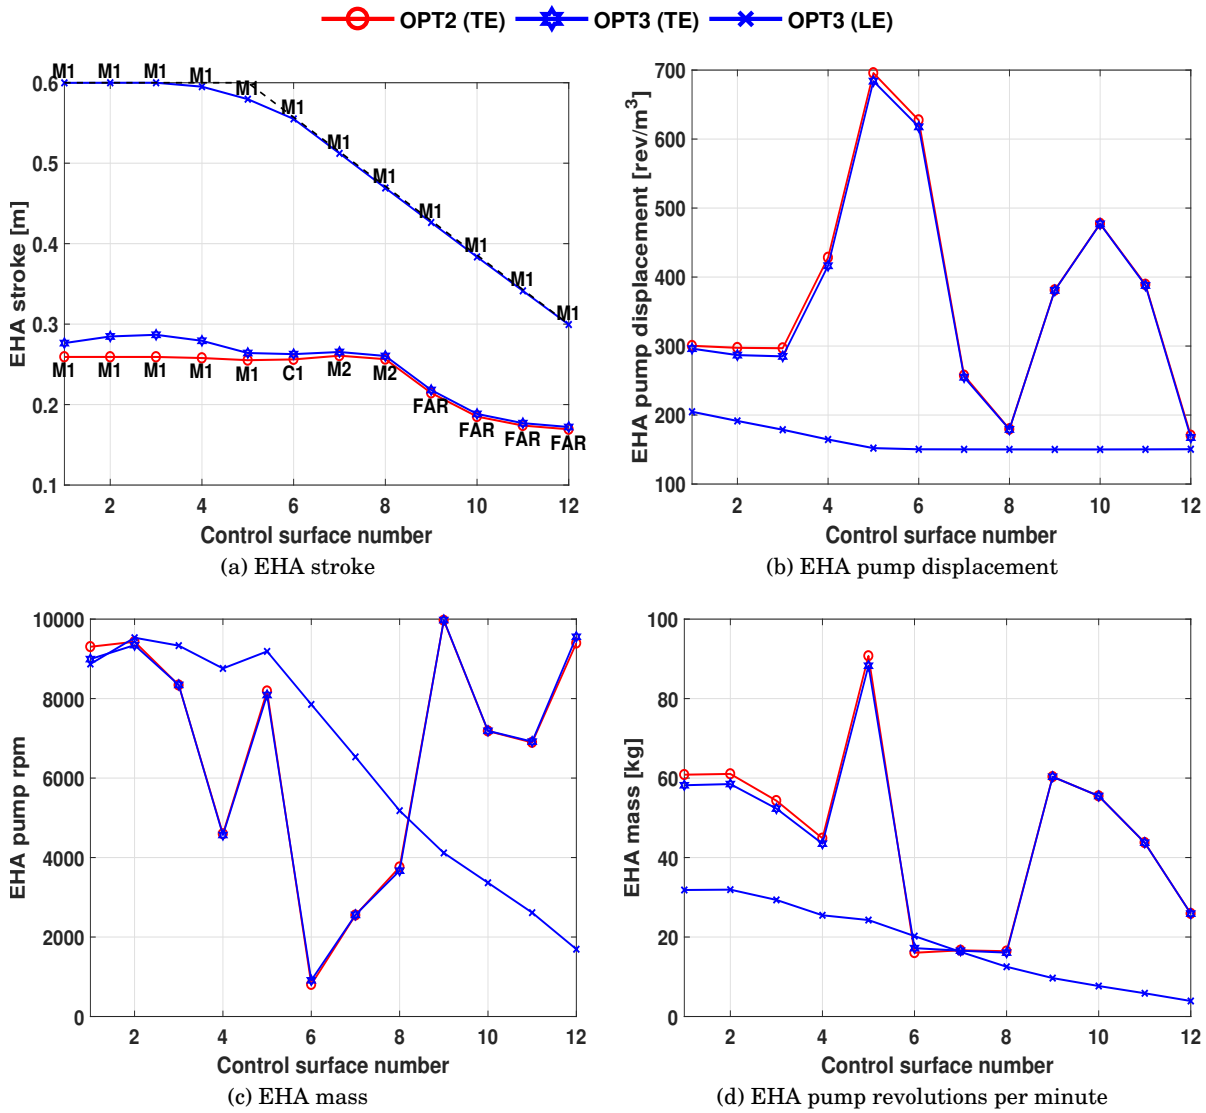 OPT2 (TE) OPT3 (TE) OPT3 (LE)
M1 M1 M1 M1 M1 M1 M1 M1 M1 M1 M1 M1
M1 M1 M1 M1 M1 C1 M2 M2 FAR FAR FAR FAR
0.6
0.5
0.4
0.3
0.2
0.1
EHA stroke [m]
2 4 6 8 10 12
Control surface number
(a) EHA stroke
700
600
500
400
300
200
100
EHA pump displacement [rev/m³]
2 4 6 8 10 12
Control surface number
(b) EHA pump displacement
10000
8000
6000
4000
2000
0
EHA pump rpm
2 4 6 8 10 12
Control surface number
(c) EHA mass
100
80
60
40
20
0
EHA mass [kg]
2 4 6 8 10 12
Control surface number
(d) EHA pump revolutions per minute